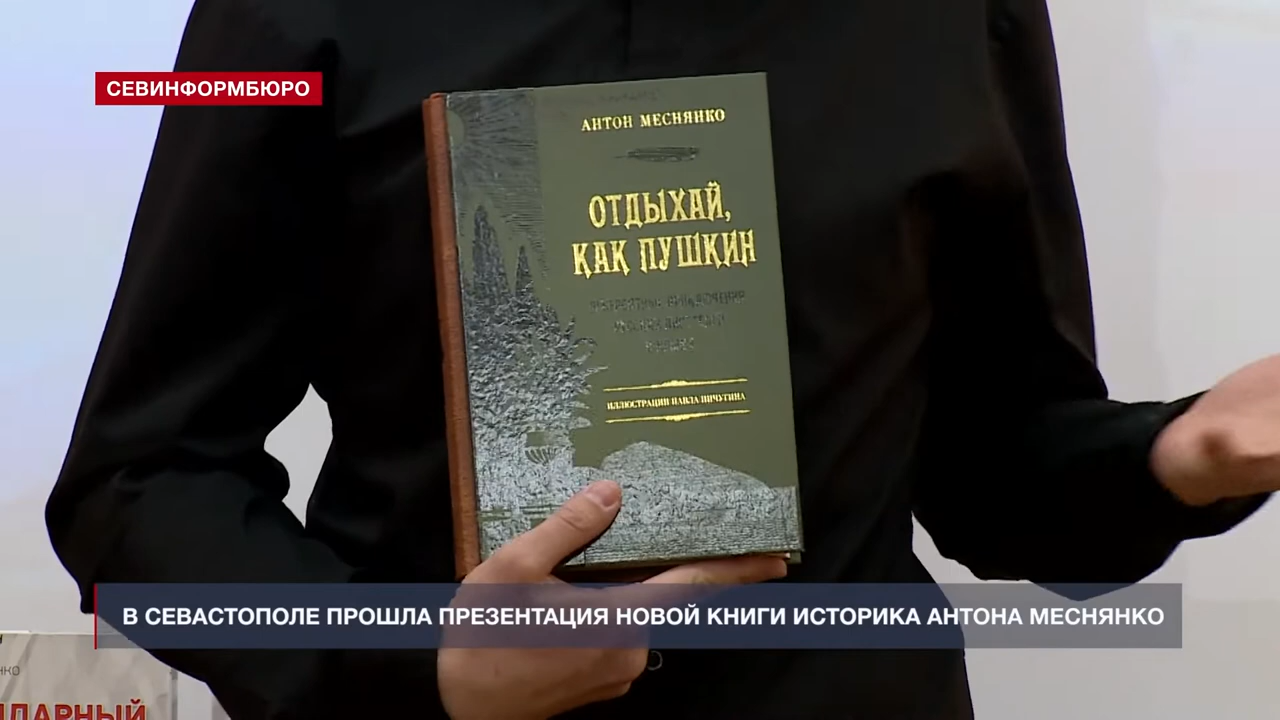 СЕВИНФОРМБЮРО
АНТОН МЕСНЯНКО
ОТДЫХАЙ,
КАК ПУШКИН
ИЛЛЮСТРАЦИИ ПАВЛА ПИЧУГИНА
В СЕВАСТОПОЛЕ ПРОШЛА ПРЕЗЕНТАЦИЯ НОВОЙ КНИГИ ИСТОРИКА АНТОНА МЕСНЯНКО